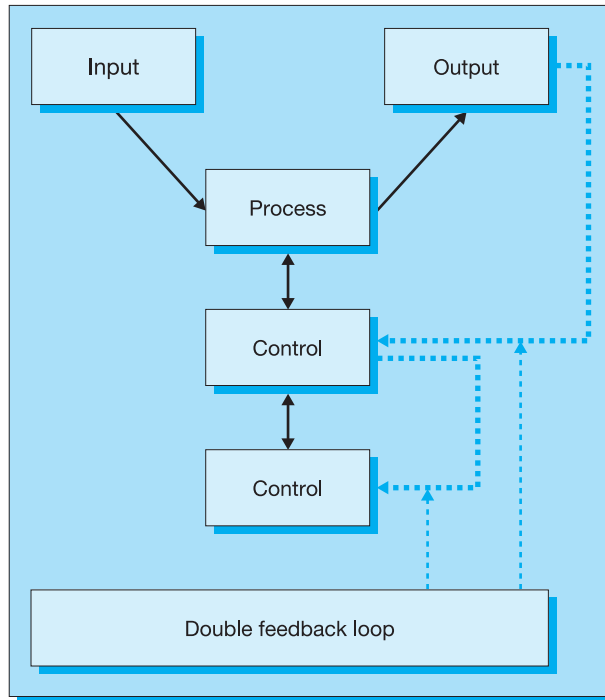 Input
Output
Process
Control
Control
Double feedback loop